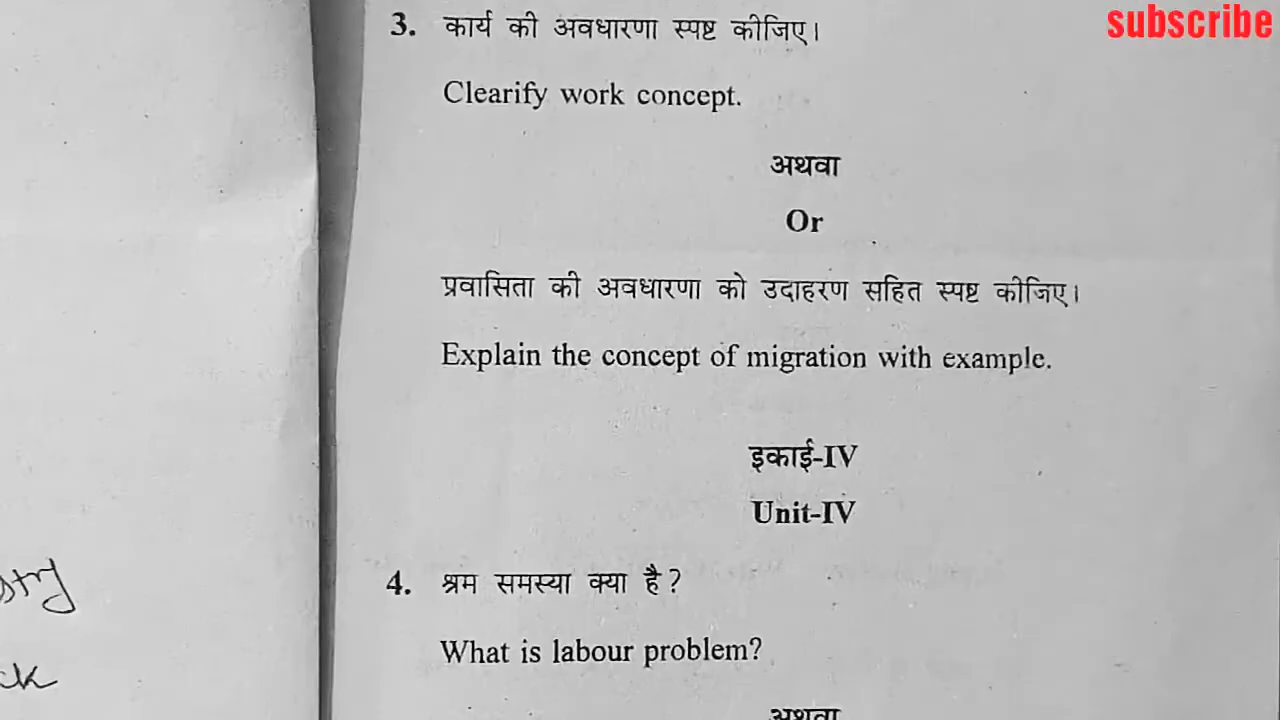 subscribe
3. कार्य की अवधारणा स्पष्ट कीजिए।
Clearify work concept.
अथवा
Or
प्रवासिता की अवधारणा को उदाहरण सहित स्पष्ट कीजिए।
Explain the concept of migration with example.
इकाई-IV
Unit-IV
4. श्रम समस्या क्या है?
What is labour problem?
अथवा